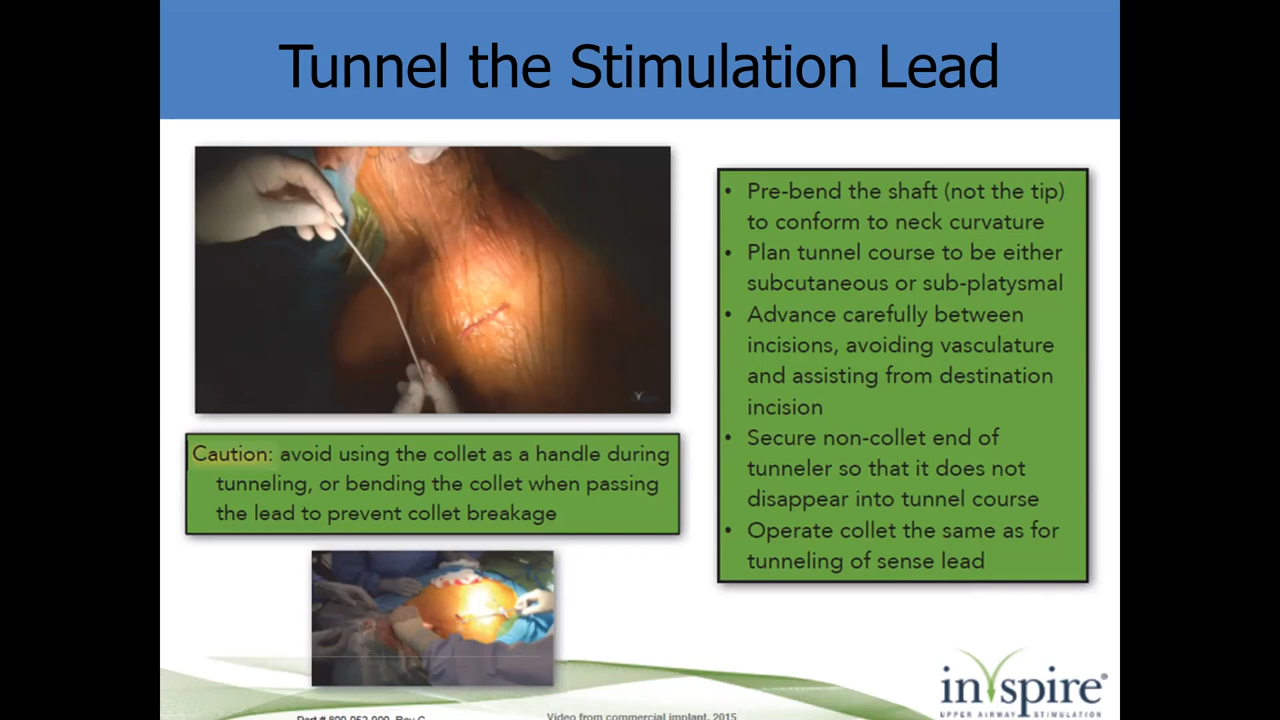 Tunnel the Stimulation Lead
• Pre-bend the shaft (not the tip)
to conform to neck curvature
• Plan tunnel course to be either
subcutaneous or sub-platysmal
• Advance carefully between
incisions, avoiding vasculature
and assisting from destination
incision
• Secure non-collet end of
tunneler so that it does not
disappear into tunnel course
• Operate collet the same as for
tunneling of sense lead
Caution: avoid using the collet as a handle during
tunneling, or bending the collet when passing
the lead to prevent collet breakage
Video from commercial implant, 2015
inspire®
UPPER AIRWAY STIMULATION